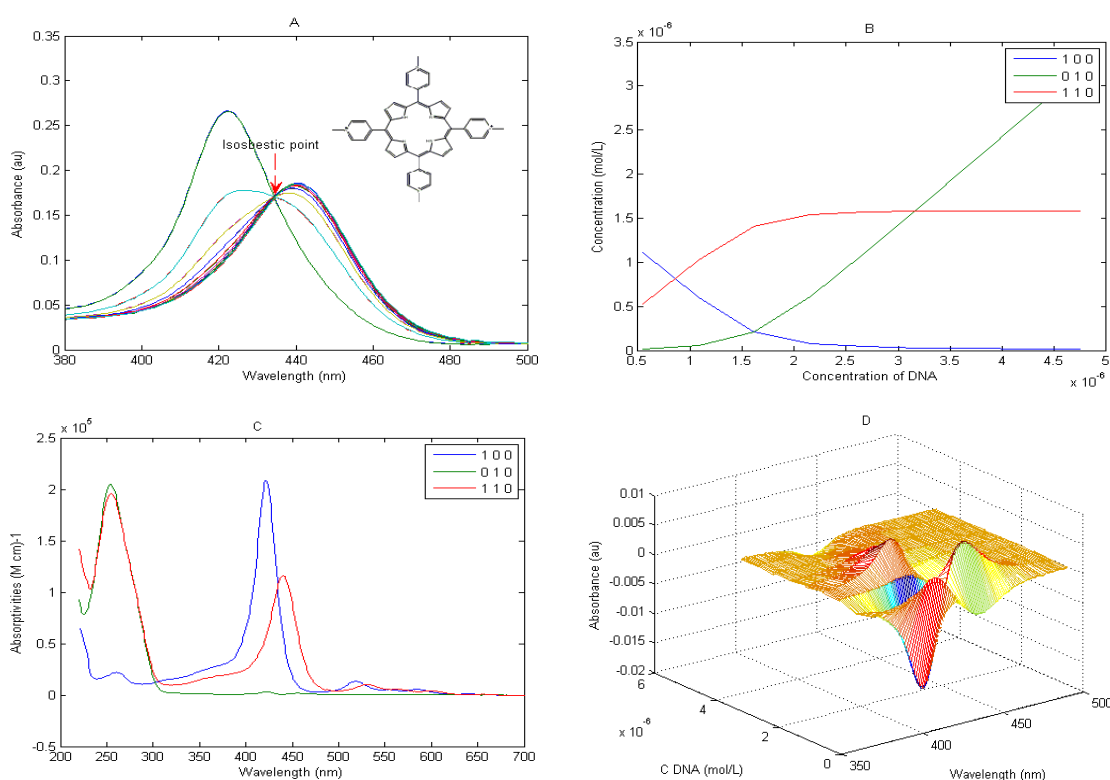 A
Absorbance (au)
0.35
0.3
0.25
0.2
0.15
0.1
0.05
0
Isosbestic point
380 400 420 440 460 480 500
Wavelength (nm)
B
x 10⁻⁶
Concentration (mol/L)
3.5
3
2.5
2
1.5
1
0.5
0
1 0 0
0 1 0
1 1 0
0.5 1 1.5 2 2.5 3 3.5 4 4.5 5
Concentration of DNA
x 10⁻⁶
C
x 10⁵
Absorptivities (M cm)-1
2.5
2
1.5
1
0.5
0
-0.5
1 0 0
0 1 0
1 1 0
200 250 300 350 400 450 500 550 600 650 700
Wavelength (nm)
D
Absorbance (au)
0.01
0.005
0
-0.005
-0.01
-0.015
-0.02
6
4
2
0
x 10⁻⁶
C DNA (mol/L)
350
400
450
500
Wavelength (nm)